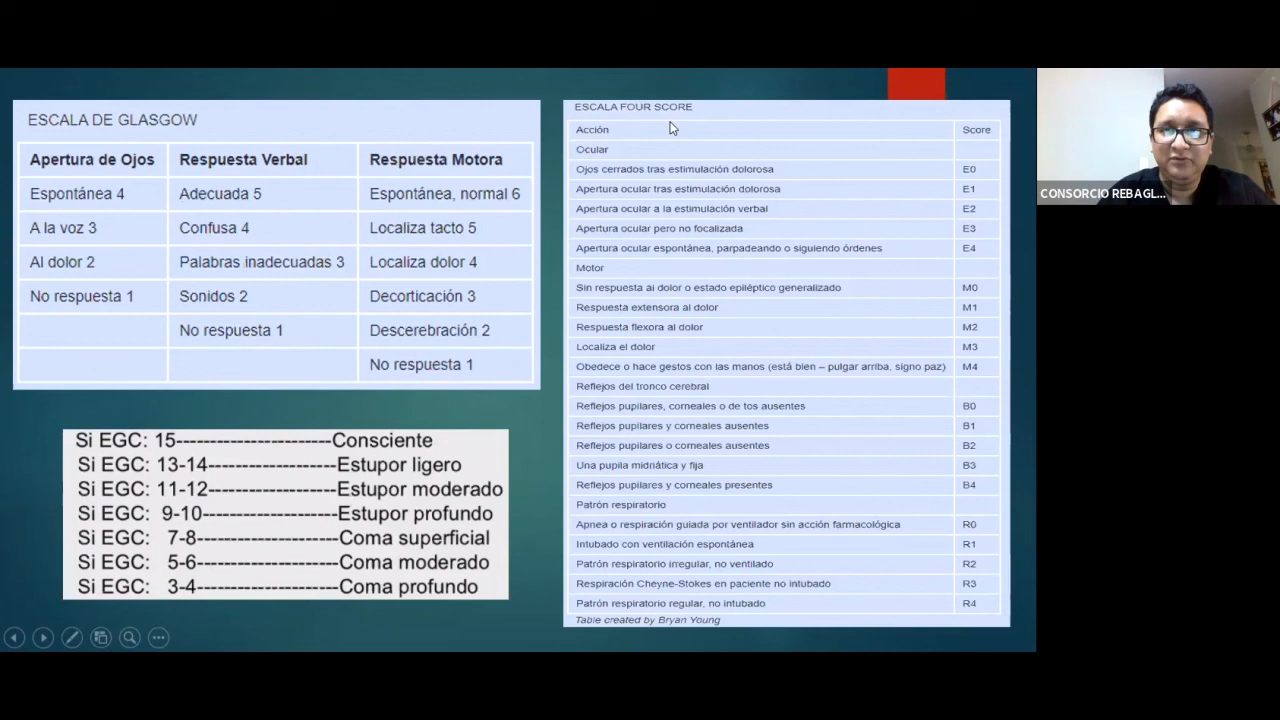 ESCALA DE GLASGOW
Apertura de Ojos Respuesta Verbal Respuesta Motora
Espontánea 4 Adecuada 5 Espontánea, normal 6
A la voz 3 Confusa 4 Localiza tacto 5
Al dolor 2 Palabras inadecuadas 3 Localiza dolor 4
No respuesta 1 Sonidos 2 Decorticación 3
No respuesta 1 Descerebración 2
No respuesta 1
Si EGC: 15-----------------------Consciente
Si EGC: 13-14-------------------Estupor ligero
Si EGC: 11-12-------------------Estupor moderado
Si EGC: 9-10--------------------Estupor profundo
Si EGC: 7-8---------------------Coma superficial
Si EGC: 5-6---------------------Coma moderado
Si EGC: 3-4---------------------Coma profundo
ESCALA FOUR SCORE
Acción Score
Ocular
Ojos cerrados tras estimulación dolorosa E0
Apertura ocular tras estimulación dolorosa E1
Apertura ocular a la estimulación verbal E2
Apertura ocular pero no focalizada E3
Apertura ocular espontánea, parpadeando o siguiendo órdenes E4
Motor
Sin respuesta al dolor o estado epiléptico generalizado M0
Respuesta extensora al dolor M1
Respuesta flexora al dolor M2
Localiza el dolor M3
Obedece o hace gestos con las manos (está bien – pulgar arriba, signo paz) M4
Reflejos del tronco cerebral
Reflejos pupilares, corneales o de tos ausentes B0
Reflejos pupilares y corneales ausentes B1
Reflejos pupilares o corneales ausentes B2
Una pupila midriática y fija B3
Reflejos pupilares y corneales presentes B4
Patrón respiratorio
Apnea o respiración guiada por ventilador sin acción farmacológica R0
Intubado con ventilación espontánea R1
Patrón respiratorio irregular, no ventilado R2
Respiración Cheyne-Stokes en paciente no intubado R3
Patrón respiratorio regular, no intubado R4
Table created by Bryan Young
CONSORCIO REBAGL...